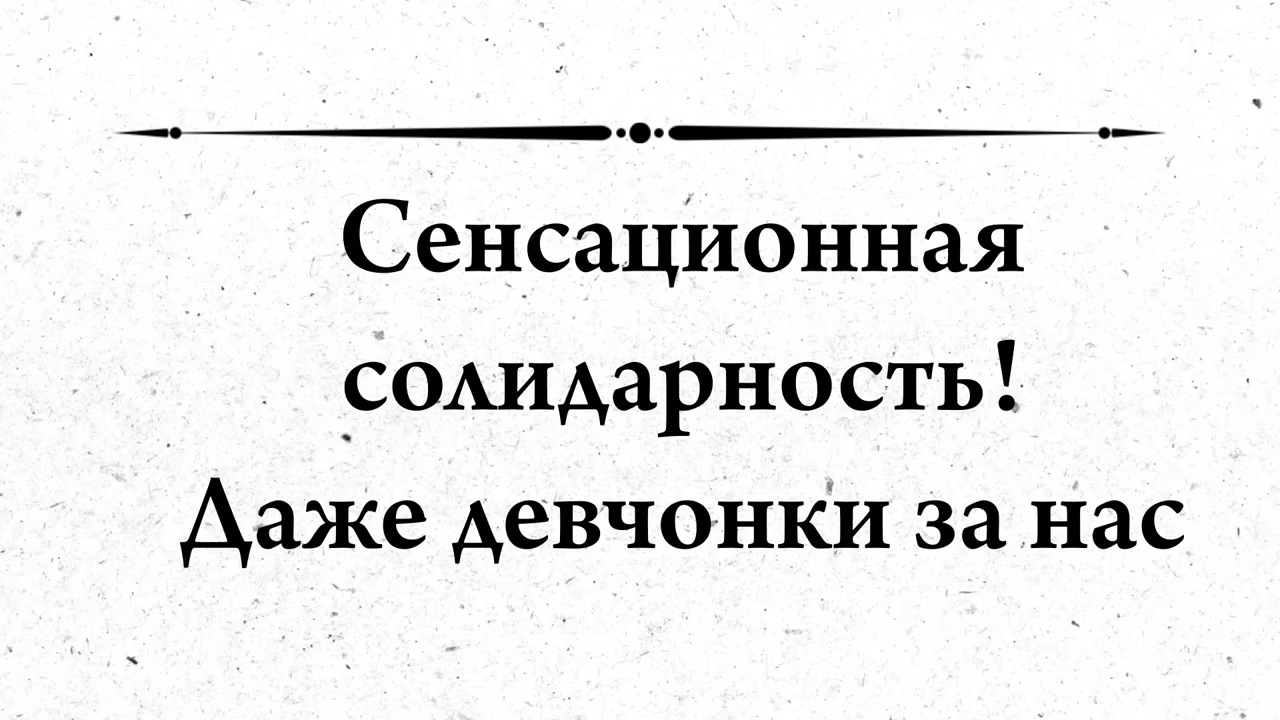 Сенсационная
солидарность!
Даже девчонки за нас